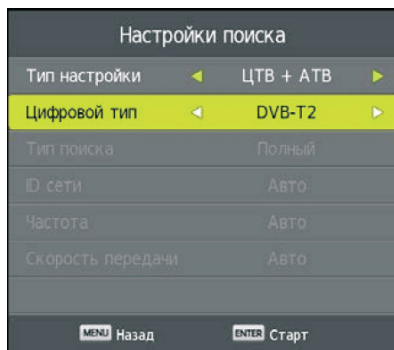 Настройки поиска
Тип настройки ЦТВ + АТВ
Цифровой тип DVB-T2
Тип поиска Полный
ID сети Авто
Частота Авто
Скорость передачи Авто
MENU Назад ENTER Старт